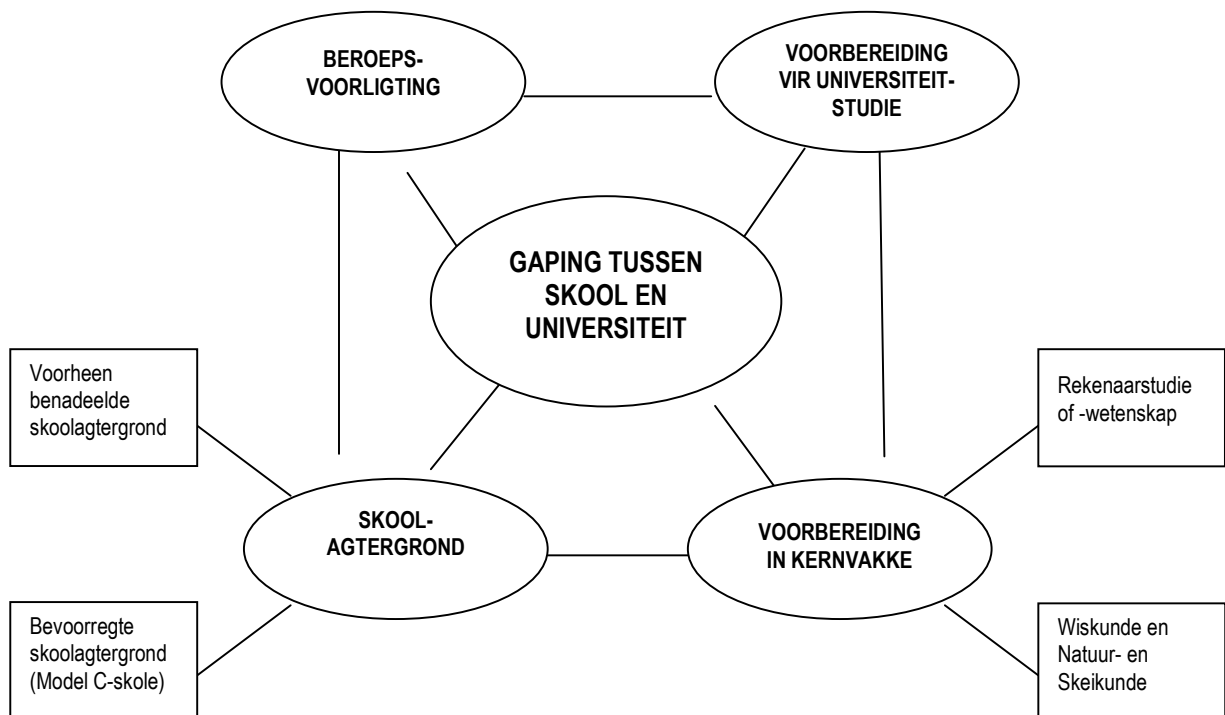 BEROEPS-
VOORLIGTING
VOORBEREIDING
VIR UNIVERSITEIT-
STUDIE
GAPING TUSSEN
SKOOL EN
UNIVERSITEIT
Voorheen
benadeelde
skoolagtergrond
Rekenaarstudie
of -wetenskap
SKOOL-
AGTERGROND
VOORBEREIDING
IN KERNVAKKE
Bevoorregte
skoolagtergrond
(Model C-skole)
Wiskunde en
Natuur- en
Skeikunde